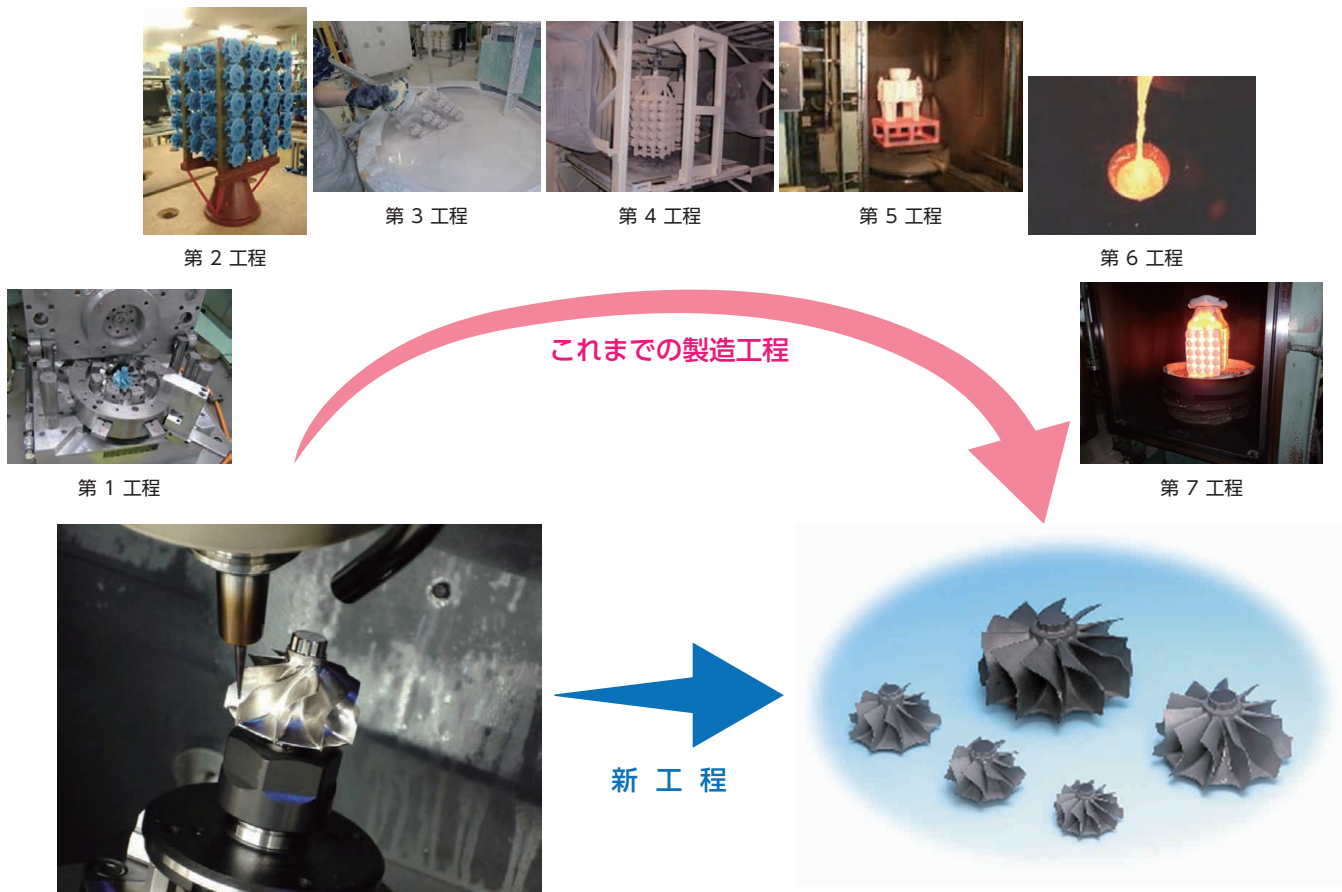 第 2 工程
第 3 工程
第 4 工程
第 5 工程
第 6 工程
第 1 工程
これまでの製造工程
第 7 工程
新 工 程